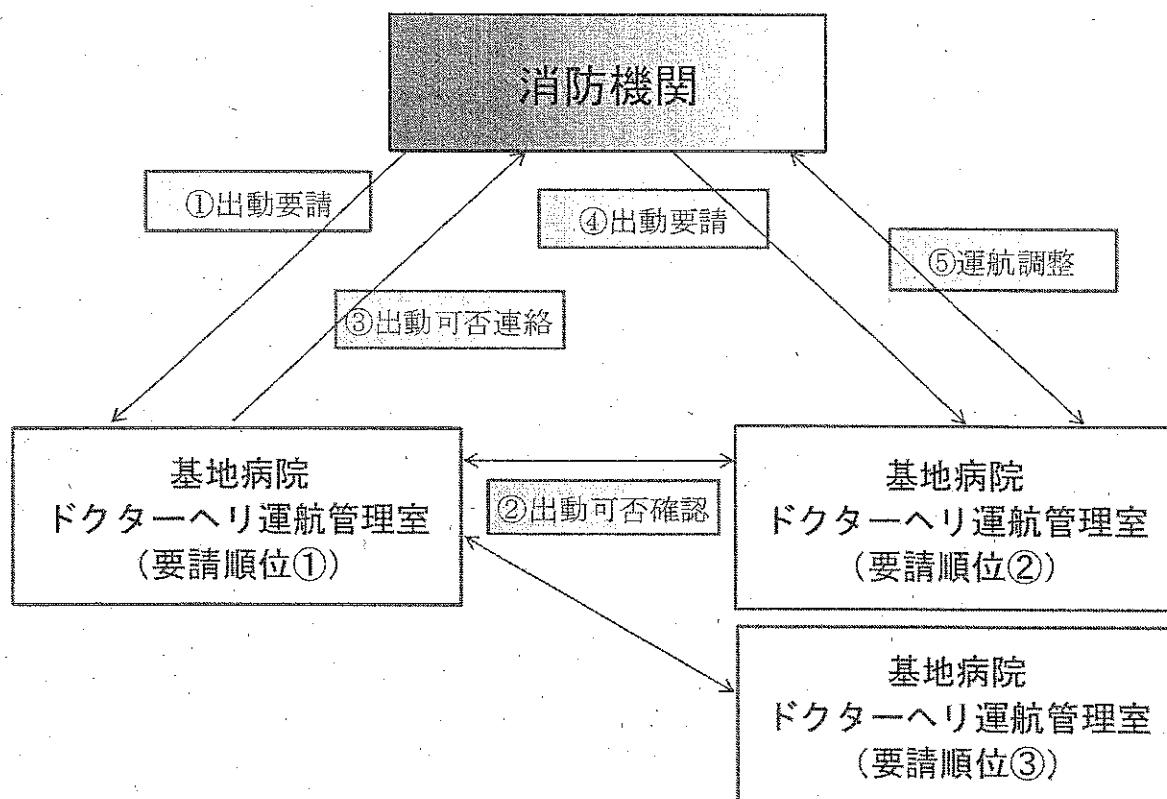 消防機関
①出動要請
④出動要請
⑤運航調整
③出動可否連絡
基地病院
ドクターヘリ運航管理室
（要請順位①）
②出動可否確認
基地病院
ドクターヘリ運航管理室
（要請順位②）
基地病院
ドクターヘリ運航管理室
（要請順位③）